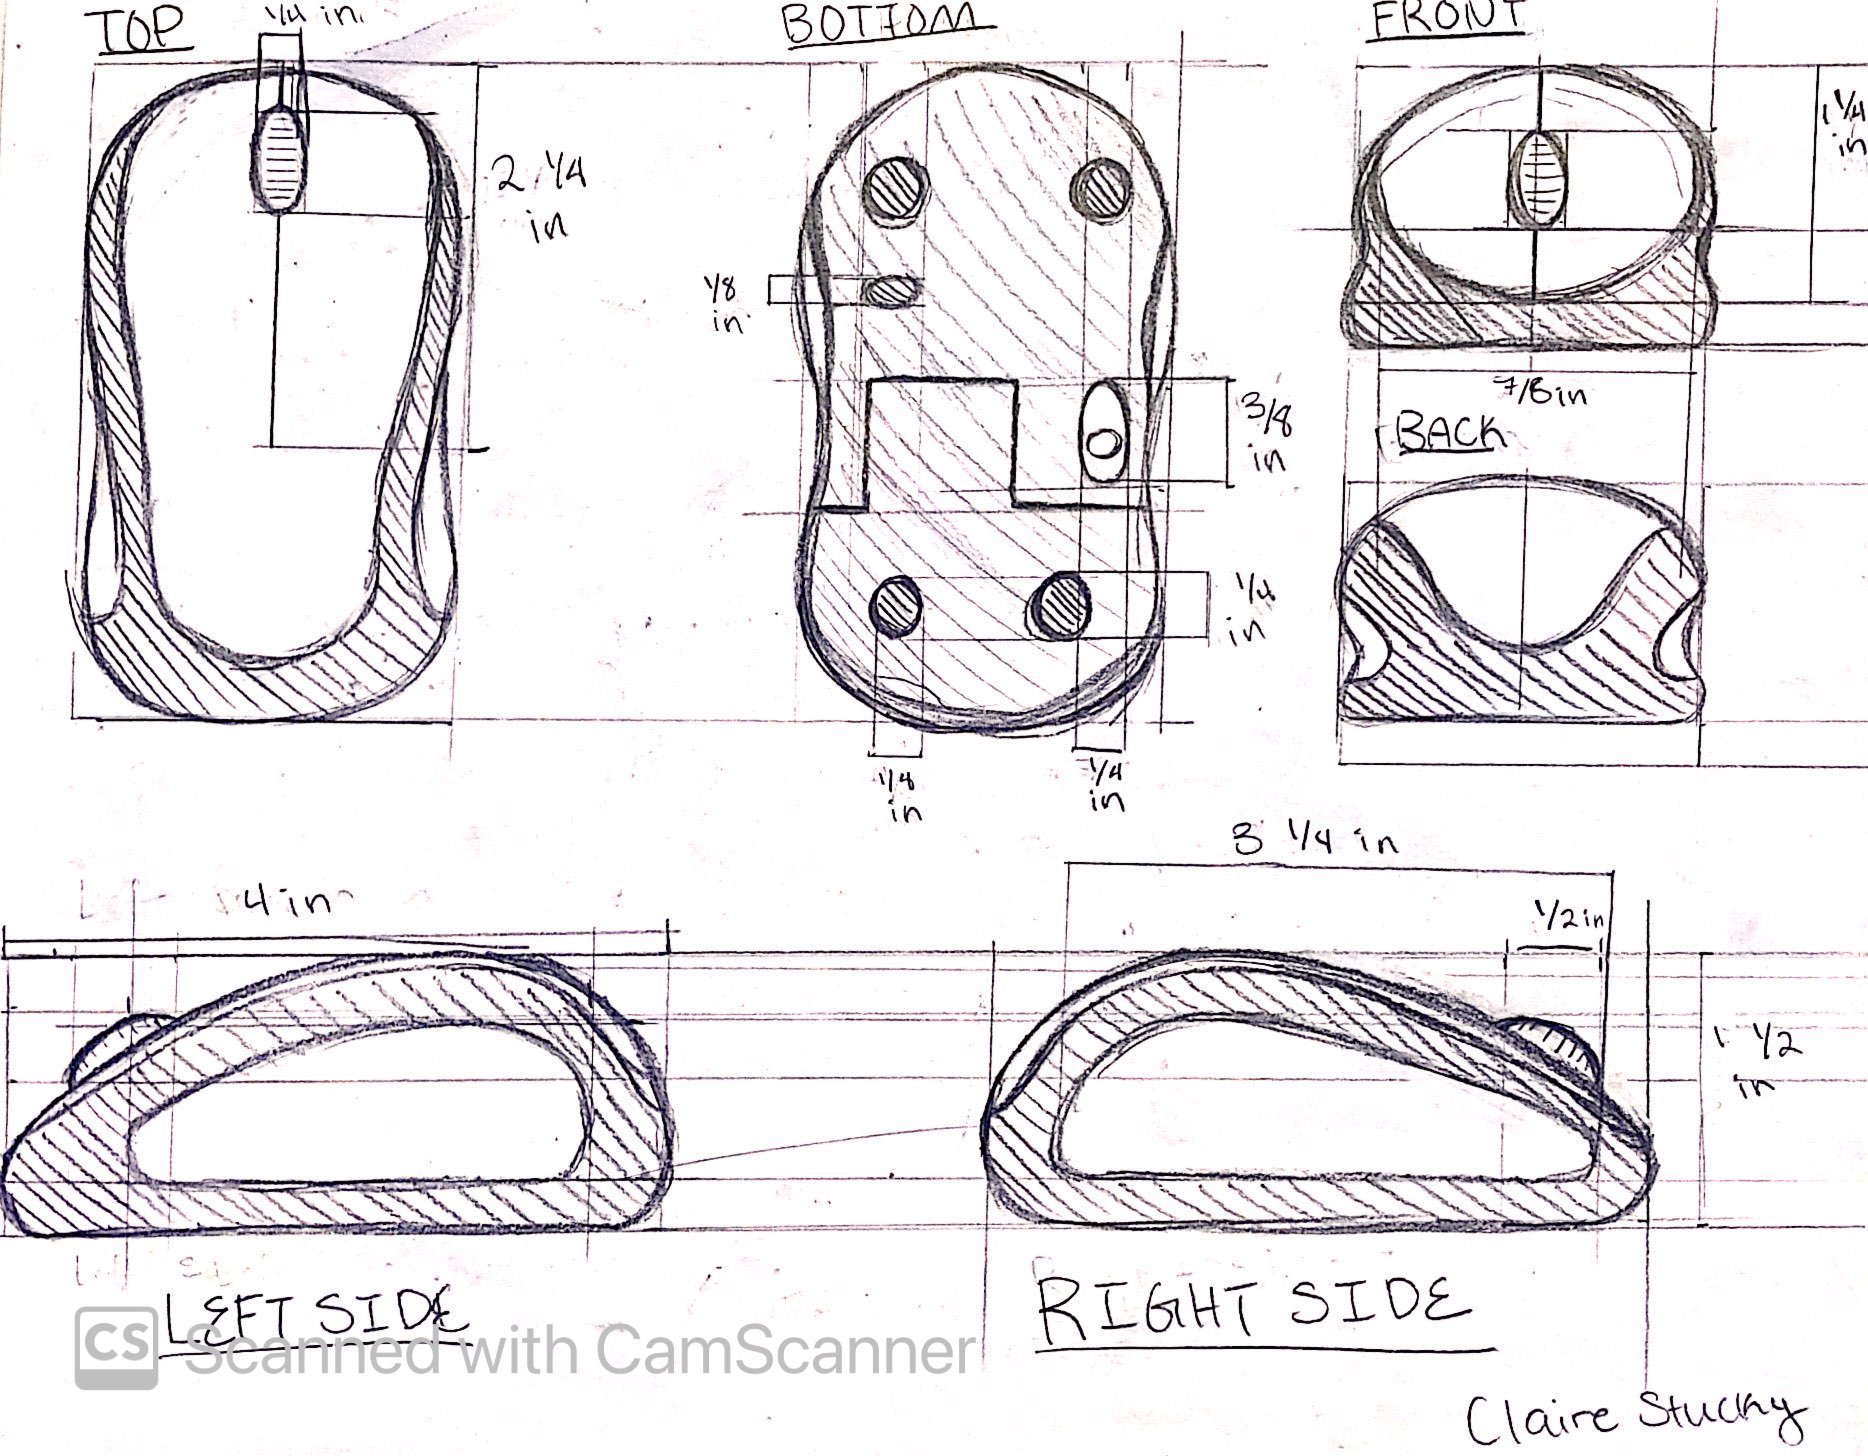 TOP
1/4 in.
BOTTOM
FRONT
2 1/4
in
1 1/4
in
1/8
in
7/8 in
3/8
in
BACK
1/4
in
1/4
in
1/4
in
3 1/4 in
4 in
1/2 in
1 1/2
in
LEFT SIDE
RIGHT SIDE
CS Scanned with CamScanner
Claire Stucky